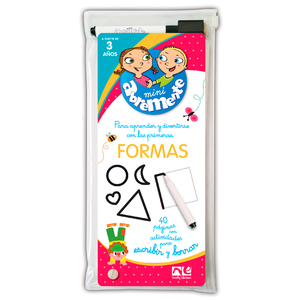 A PARTIR DE
3
AÑOS
mini
abremente
Para aprender y divertirse
con las primeras
FORMAS
40
páginas
con
actividades
para
escribir y borrar